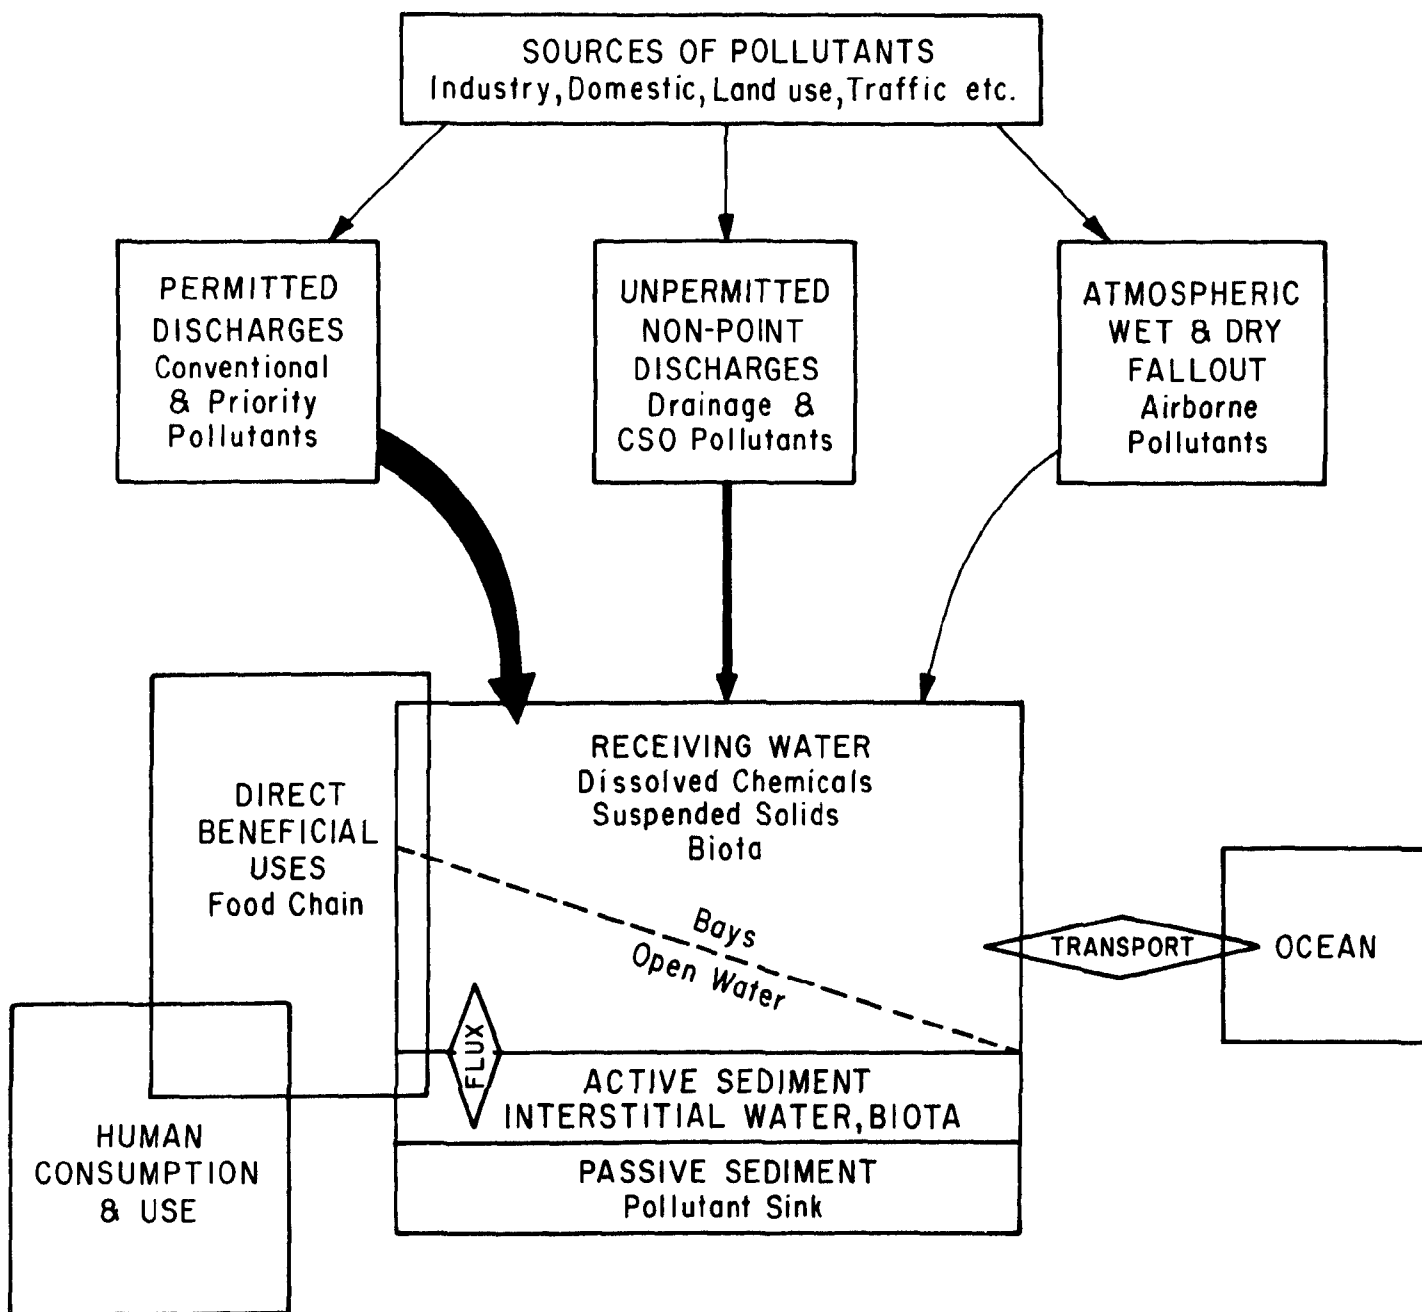 SOURCES OF POLLUTANTS
Industry, Domestic, Land use, Traffic etc.
PERMITTED
DISCHARGES
Conventional
& Priority
Pollutants
UNPERMITTED
NON-POINT
DISCHARGES
Drainage &
CSO Pollutants
ATMOSPHERIC
WET & DRY
FALLOUT
Airborne
Pollutants
RECEIVING WATER
Dissolved Chemicals
Suspended Solids
Biota
DIRECT
BENEFICIAL
USES
Food Chain
Bays
Open Water
TRANSPORT
OCEAN
FLUX
ACTIVE SEDIMENT
INTERSTITIAL WATER, BIOTA
HUMAN
CONSUMPTION
& USE
PASSIVE SEDIMENT
Pollutant Sink